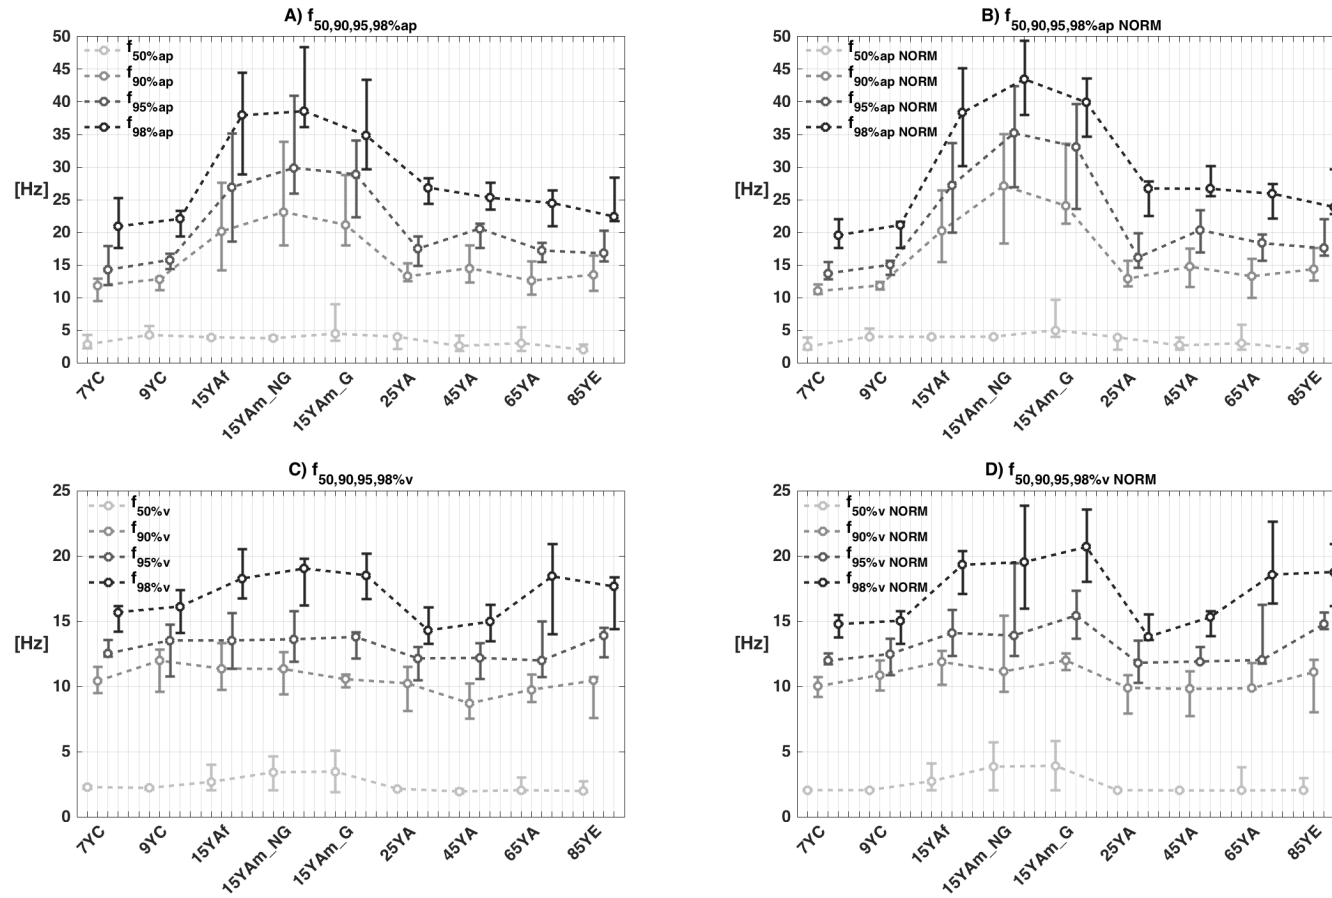 A) f50,90,95,98%ap
50
45
40
35
30
25
20
15
10
5
0
[Hz]
f50%ap
f90%ap
f95%ap
f98%ap
7YC
9YC
15YAf
15YAm_NG
15YAm_G
25YA
45YA
65YA
85YE
B) f50,90,95,98%ap NORM
50
45
40
35
30
25
20
15
10
5
0
[Hz]
f50%ap NORM
f90%ap NORM
f95%ap NORM
f98%ap NORM
7YC
9YC
15YAf
15YAm_NG
15YAm_G
25YA
45YA
65YA
85YE
C) f50,90,95,98%v
25
20
15
10
5
0
[Hz]
f50%v
f90%v
f95%v
f98%v
7YC
9YC
15YAf
15YAm_NG
15YAm_G
25YA
45YA
65YA
85YE
D) f50,90,95,98%v NORM
25
20
15
10
5
0
[Hz]
f50%v NORM
f90%v NORM
f95%v NORM
f98%v NORM
7YC
9YC
15YAf
15YAm_NG
15YAm_G
25YA
45YA
65YA
85YE